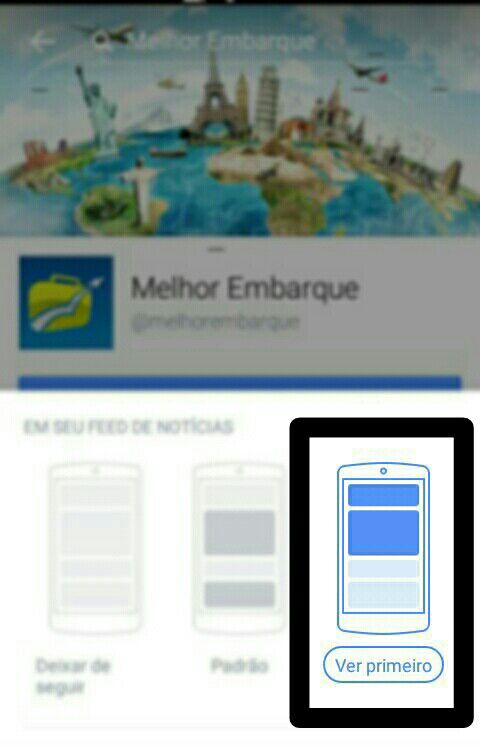 Melhor Embarque
Melhor Embarque
@melhorembarque
EM SEU FEED DE NOTÍCIAS
Deixar de
seguir
Padrão
Ver primeiro